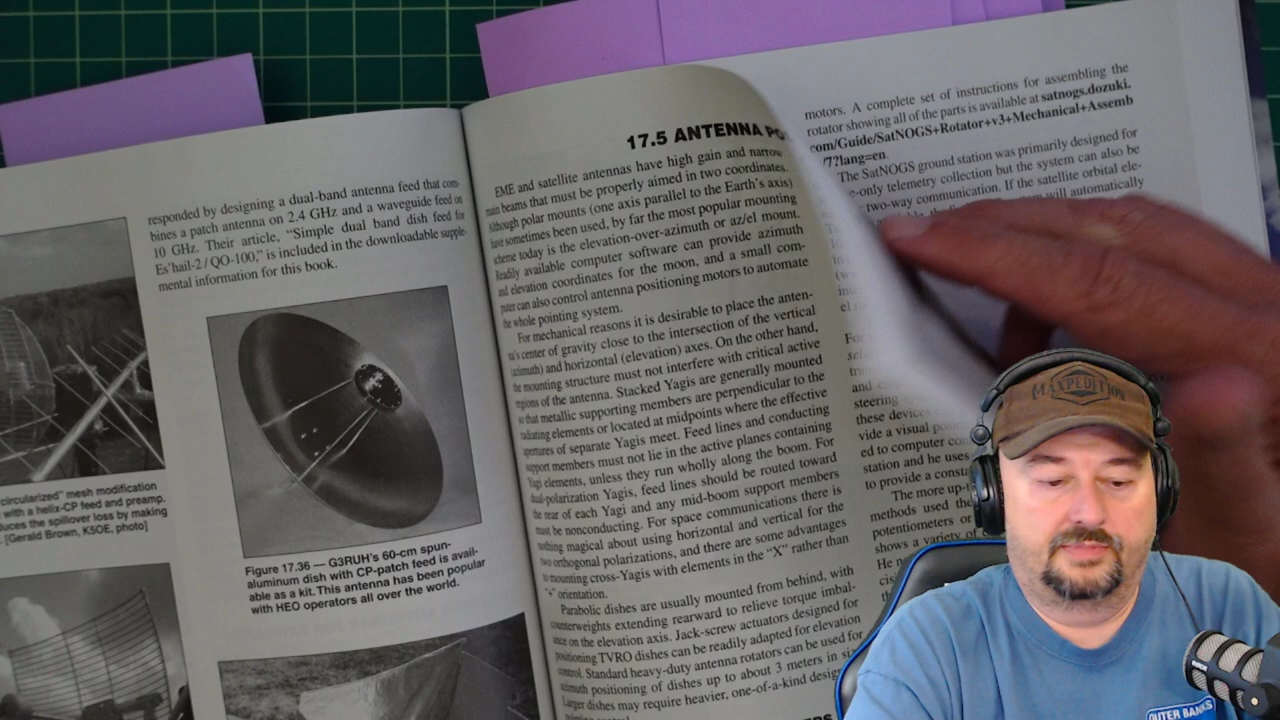 responded by designing a dual-band antenna feed that com-
bines a patch antenna on 2.4 GHz and a waveguide feed on
10 GHz. Their article, “Simple dual band dish feed for
Es’hail-2 / QO-100,” is included in the downloadable supple-
mental information for this book.
circularized” mesh modification
with a helix-CP feed and preamp.
uces the spillover loss by making
[Gerald Brown, K5OE, photo]
Figure 17.36 — G3RUH’s 60-cm spun-
aluminum dish with CP-patch feed is avail-
able as a kit. This antenna has been popular
with HEO operators all over the world.
17.5 ANTENNA PO
EME and satellite antennas have high gain and narrow
main beams that must be properly aimed in two coordinates.
Although polar mounts (one axis parallel to the Earth’s axis)
have sometimes been used, by far the most popular mounting
scheme today is the elevation-over-azimuth or az/el mount.
Readily available computer software can provide azimuth
and elevation coordinates for the moon, and a small com-
puter can also control antenna positioning motors to automate
the whole pointing system.
For mechanical reasons it is desirable to place the anten-
na’s center of gravity close to the intersection of the vertical
(azimuth) and horizontal (elevation) axes. On the other hand,
the mounting structure must not interfere with critical active
regions of the antenna. Stacked Yagis are generally mounted
so that metallic supporting members are perpendicular to the
radiating elements or located at midpoints where the effective
apertures of separate Yagis meet. Feed lines and conducting
support members must not lie in the active planes containing
Yagi elements, unless they run wholly along the boom. For
dual-polarization Yagis, feed lines should be routed toward
the rear of each Yagi and any mid-boom support members
must be nonconducting. For space communications there is
nothing magical about using horizontal and vertical for the
two orthogonal polarizations, and there are some advantages
to mounting cross-Yagis with elements in the “X” rather than
“+” orientation.
Parabolic dishes are usually mounted from behind, with
counterweights extending rearward to relieve torque imbal-
ance on the elevation axis. Jack-screw actuators designed for
positioning TVRO dishes can be readily adapted for elevation
control. Standard heavy-duty antenna rotators can be used for
azimuth positioning of dishes up to about 3 meters in size.
Larger dishes may require heavier, one-of-a-kind design
motors. A complete set of instructions for assembling the
rotator showing all of the parts is available at satnogs.dozuki.
com/Guide/SatNOGS+Rotator+v3+Mechanical+Assemb
/7?lang=en.
The SatNOGS ground station was primarily designed for
e-only telemetry collection but the system can also be
two-way communication. If the satellite orbital ele-
will automatically
and
steering
these devices
vide a visual
ed to computer
station and he uses
to provide a
The more
methods used
potentiometers or
shows a variety of
He
MAXPEDITION
OUTER BANKS